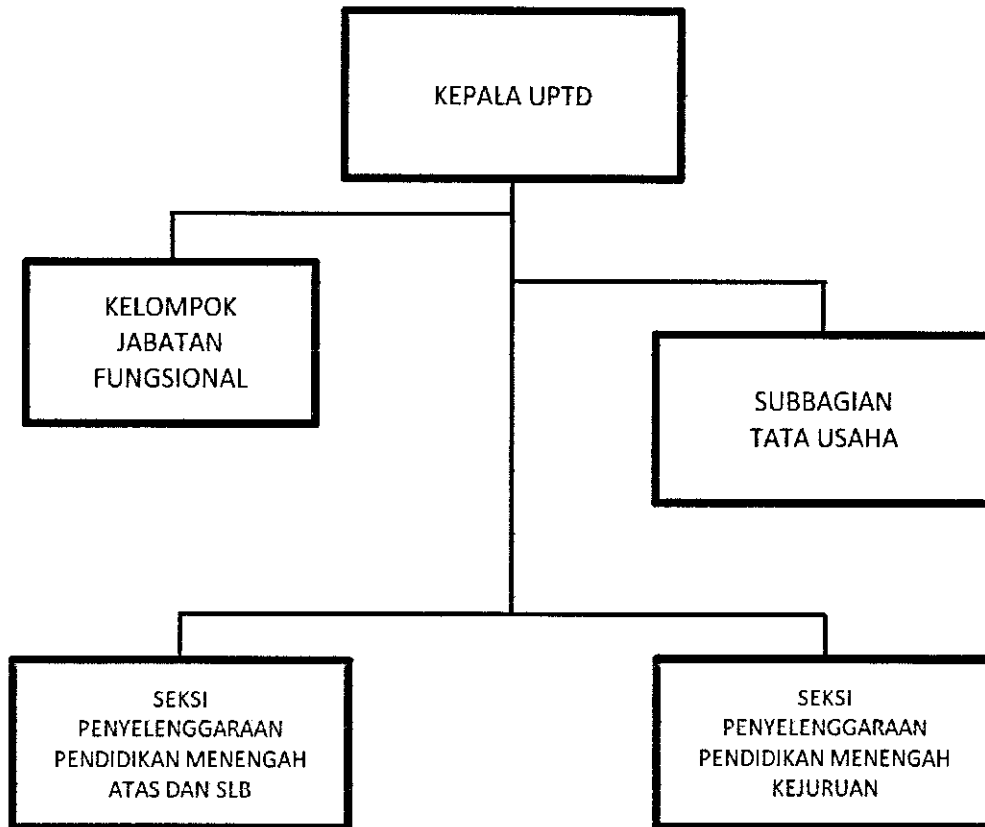 KEPALA UPTD
KELOMPOK
JABATAN
FUNGSIONAL
SUBBAGIAN
TATA USAHA
SEKSI
PENYELENGGARAAN
PENDIDIKAN MENENGAH
ATAS DAN SLB
SEKSI
PENYELENGGARAAN
PENDIDIKAN MENENGAH
KEJURUAN